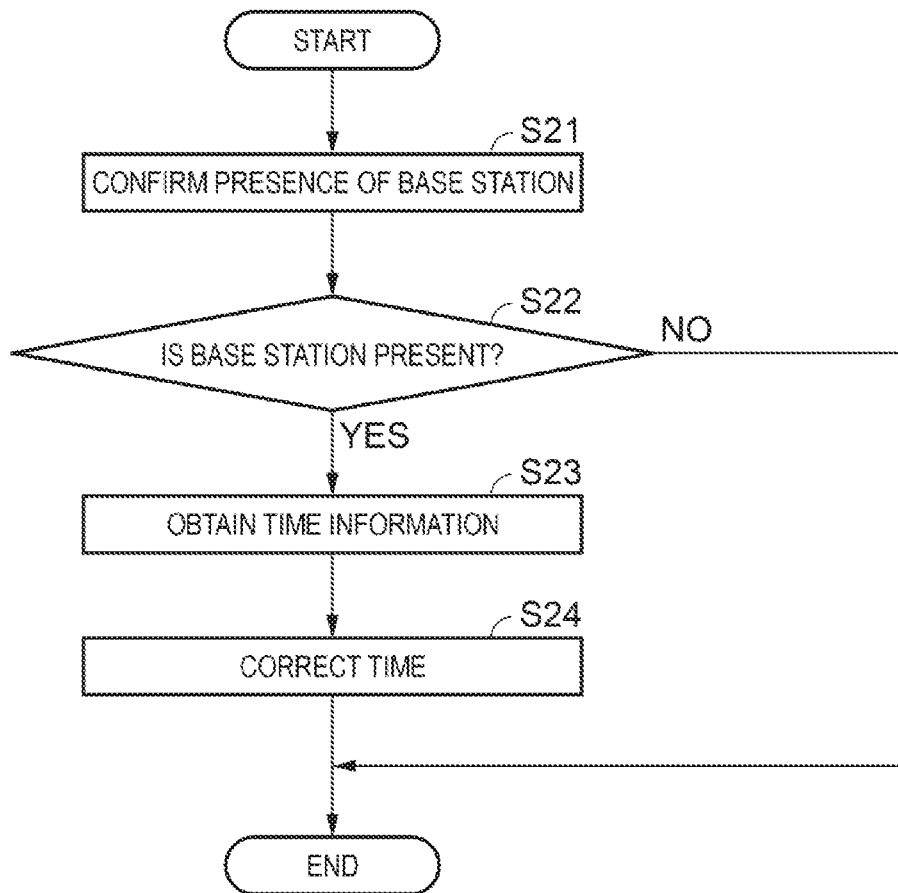 START
S21
CONFIRM PRESENCE OF BASE STATION
S22
IS BASE STATION PRESENT?
NO
YES
S23
OBTAIN TIME INFORMATION
S24
CORRECT TIME
END